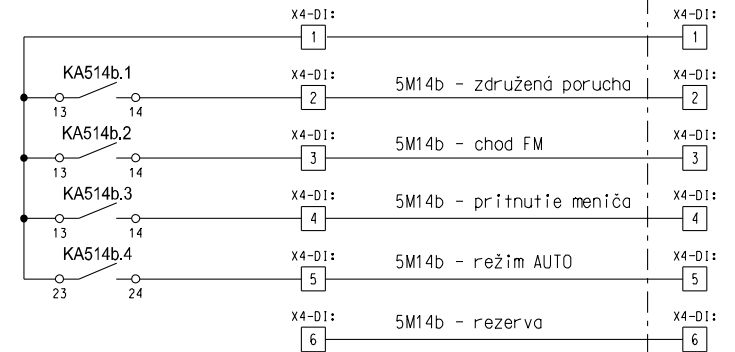 X4-DI: X4-DI:
1 1
KA514b.1 X4-DI: 5M14b - združená porucha X4-DI:
13 14 2 2
KA514b.2 X4-DI: 5M14b - chod FM X4-DI:
13 14 3 3
KA514b.3 X4-DI: 5M14b - pritnutie meniča X4-DI:
13 14 4 4
KA514b.4 X4-DI: 5M14b - režim AUTO X4-DI:
23 24 5 5
X4-DI: 5M14b - rezerva X4-DI:
6 6